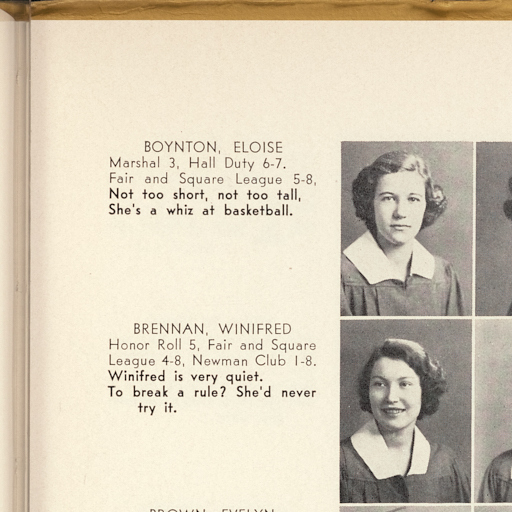 BOYNTON, ELOISE
Marshal 3, Hall Duty 6-7.
Fair and Square League 5-8,
Not too short, not too tall,
She's a whiz at basketball.
BRENNAN, WINIFRED
Honor Roll 5, Fair and Square
League 4-8, Newman Club 1-8.
Winifred is very quiet.
To break a rule? She'd never
try it.
BROWN, EVELYN